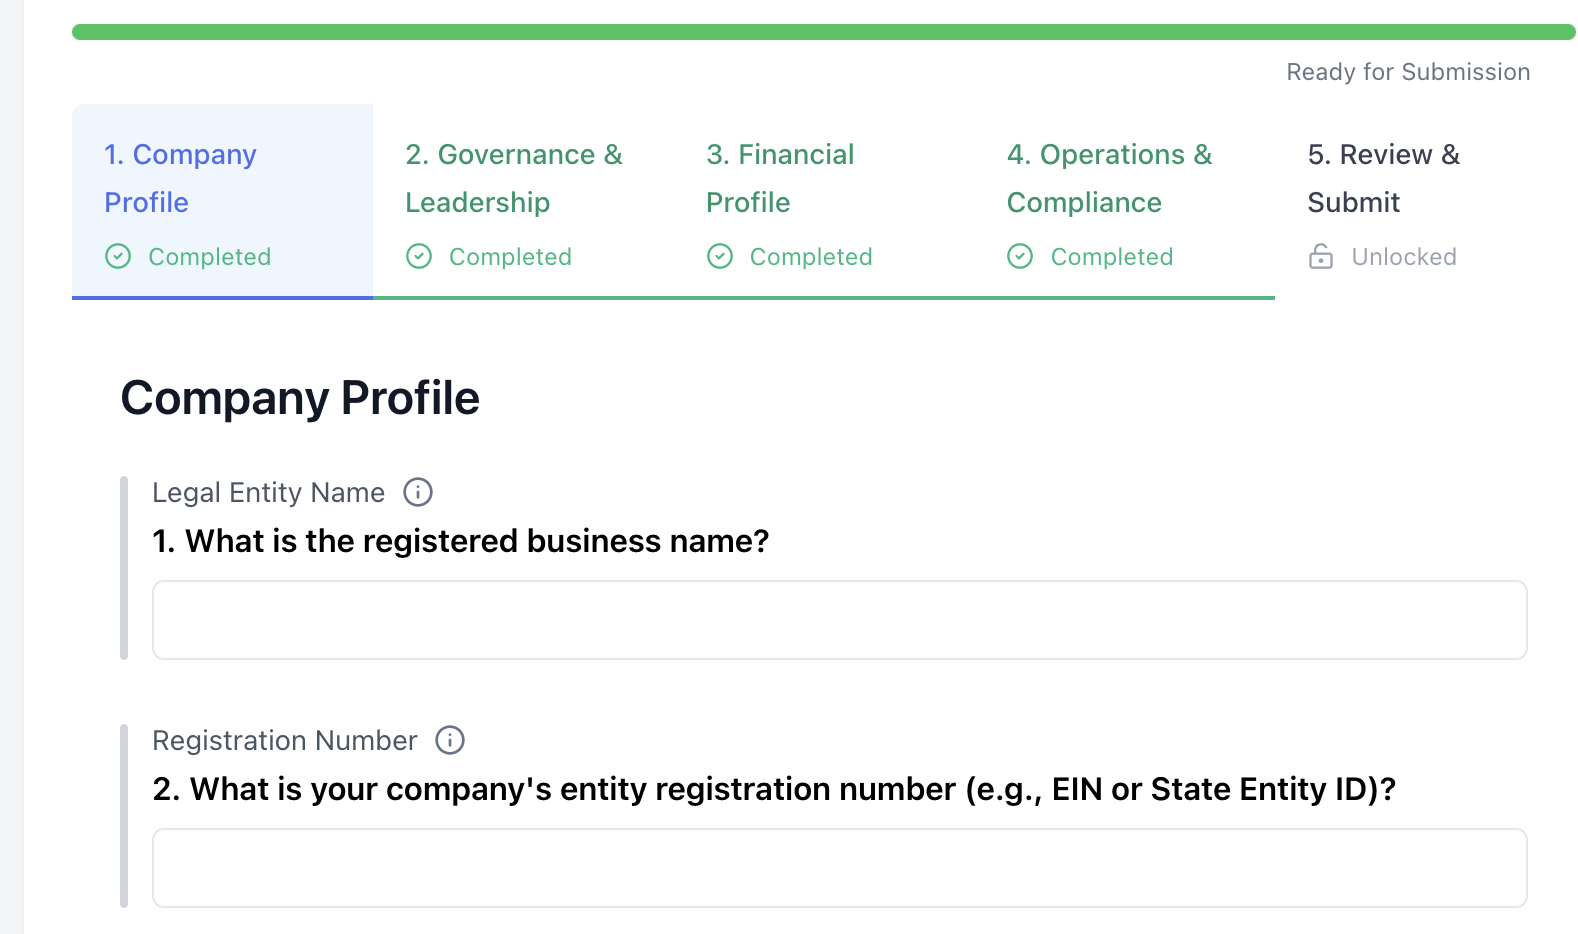 Ready for Submission
1. Company
Profile
Completed
2. Governance &
Leadership
Completed
3. Financial
Profile
Completed
4. Operations &
Compliance
Completed
5. Review &
Submit
Unlocked
Company Profile
Legal Entity Name
1. What is the registered business name?
Registration Number
2. What is your company's entity registration number (e.g., EIN or State Entity ID)?